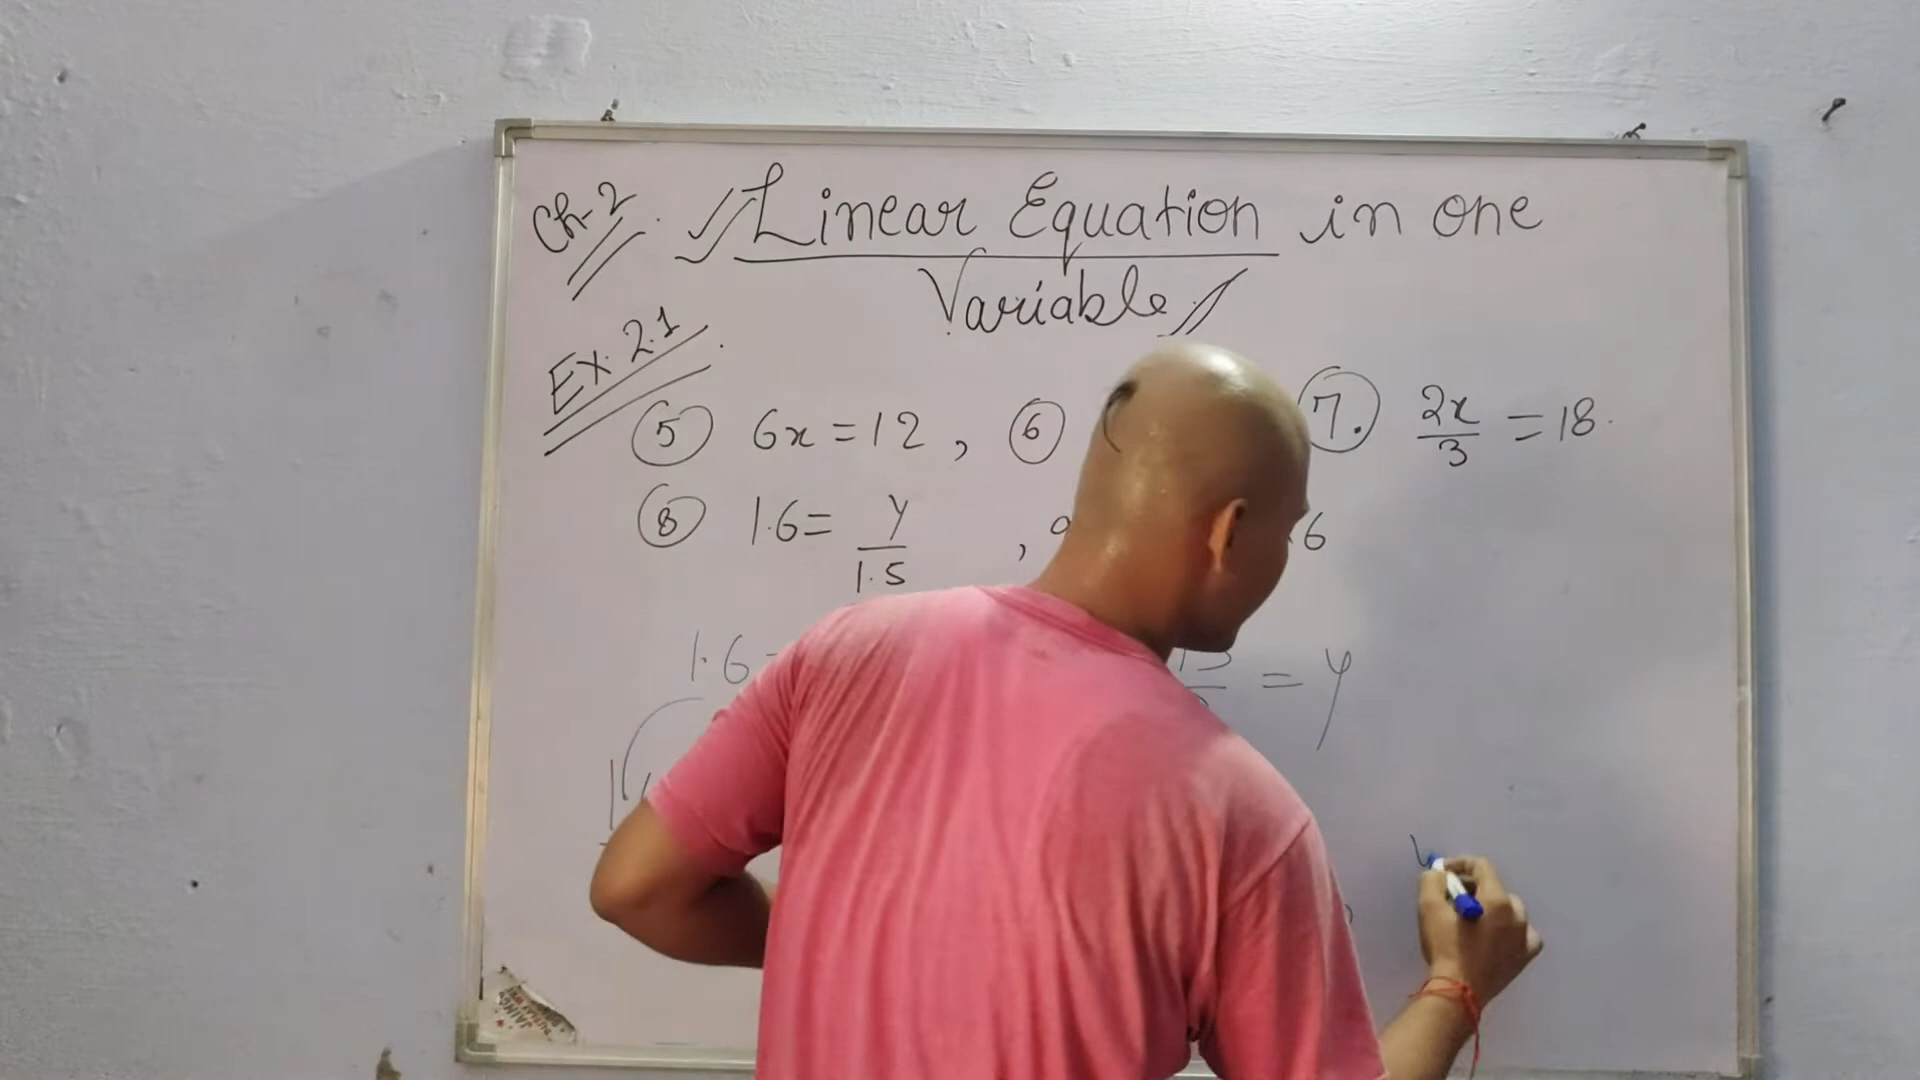 Ch-2 Linear Equation in one
Variable
Ex. 2.1
5 6x = 12 , 6 7. 2x/3 = 18.
8 1.6 = y/1.5 , 6
1.6 = y